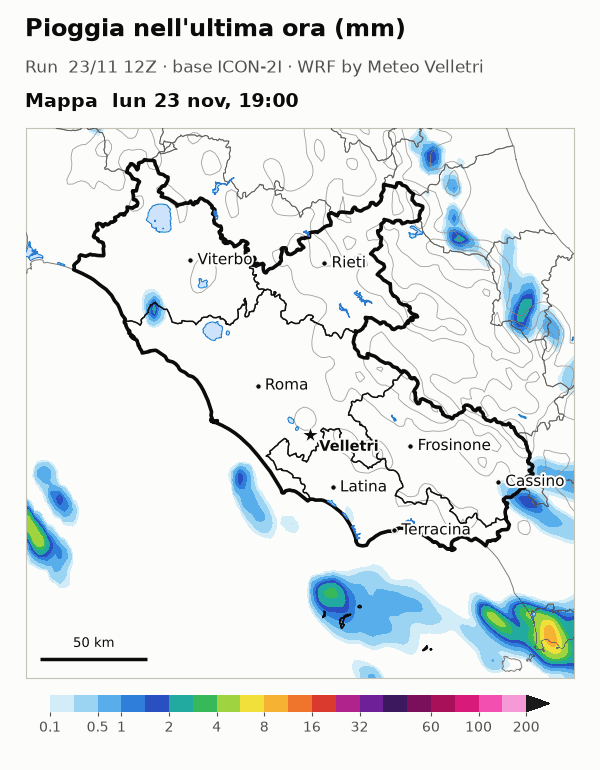 Pioggia nell'ultima ora (mm)
Run  23/11 12Z · base ICON-2I · WRF by Meteo Velletri
Mappa  lun 23 nov, 19:00
Viterbo
Rieti
Roma
Velletri
Frosinone
Latina
Cassino
Terracina
50 km
0.1 0.5 1 2 4 8 16 32 60 100 200